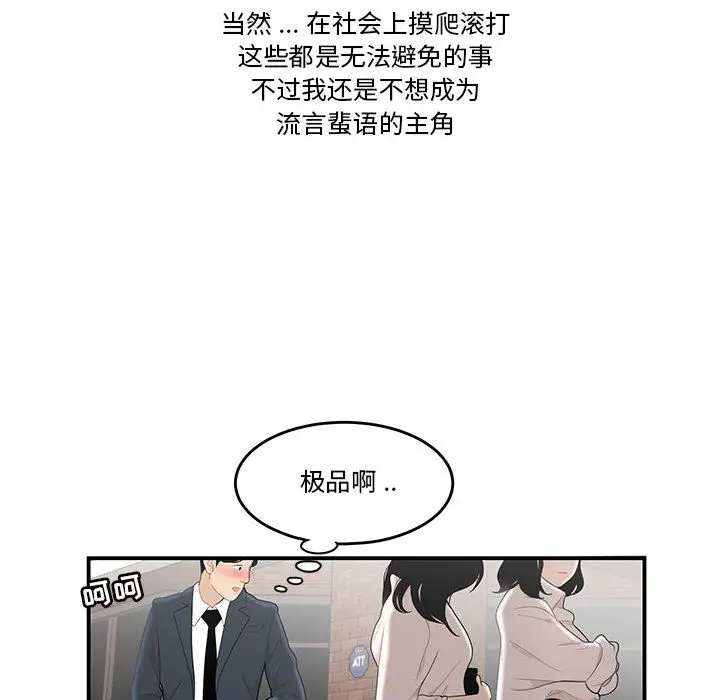 当然 ... 在社会上摸爬滚打
这些都是无法避免的事
不过我还是不想成为
流言蜚语的主角
极品啊 ..
呵呵
ATT